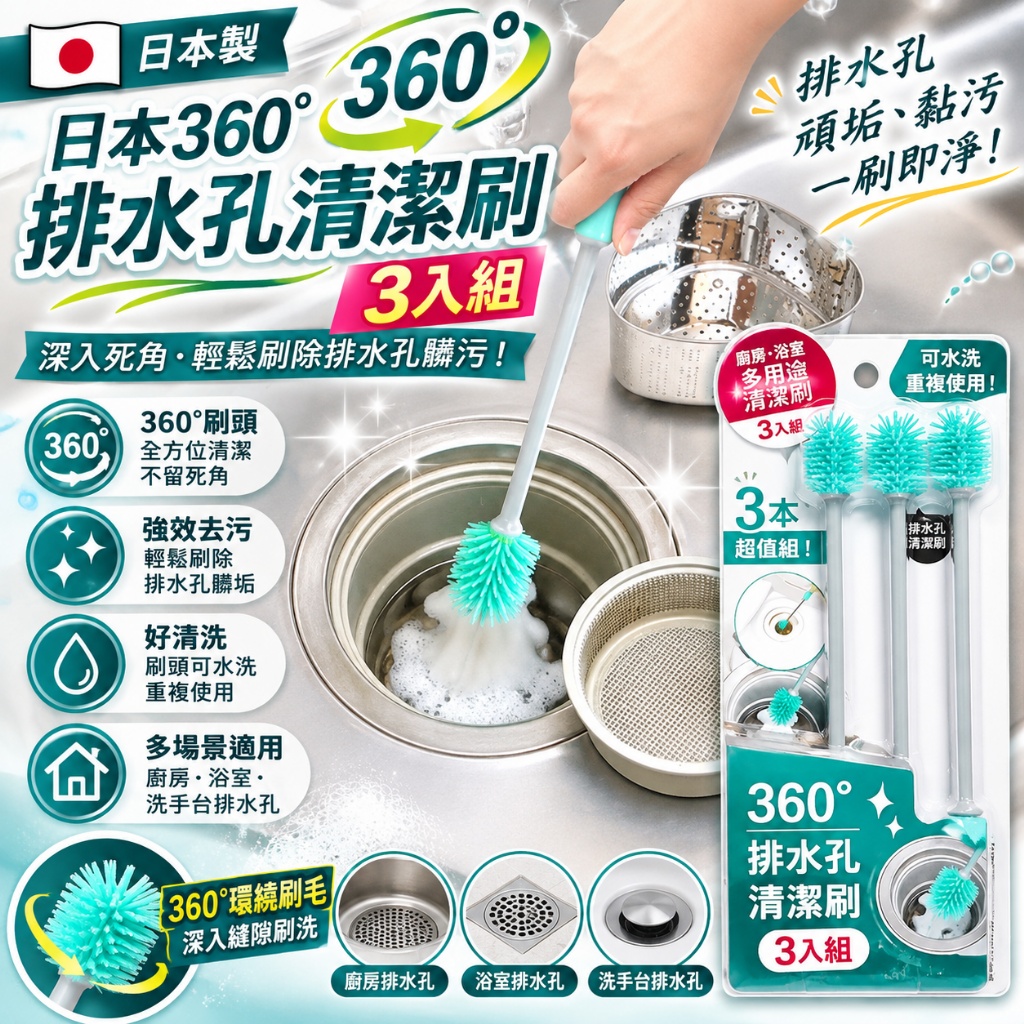 日本製
日本360°
360°
排水孔清潔刷
3入組
深入死角·輕鬆刷除排水孔髒污！
排水孔
頑垢、黏污
一刷即淨！
360°
360°刷頭
全方位清潔
不留死角
強效去污
輕鬆刷除
排水孔髒垢
好清洗
刷頭可水洗
重複使用
多場景適用
廚房·浴室·
洗手台排水孔
360°環繞刷毛
深入縫隙刷洗
廚房排水孔
浴室排水孔
洗手台排水孔
廚房·浴室
多用途
清潔刷
3入組
可水洗
重複使用！
3本
超值組！
排水孔
清潔刷
360°
排水孔
清潔刷
3入組